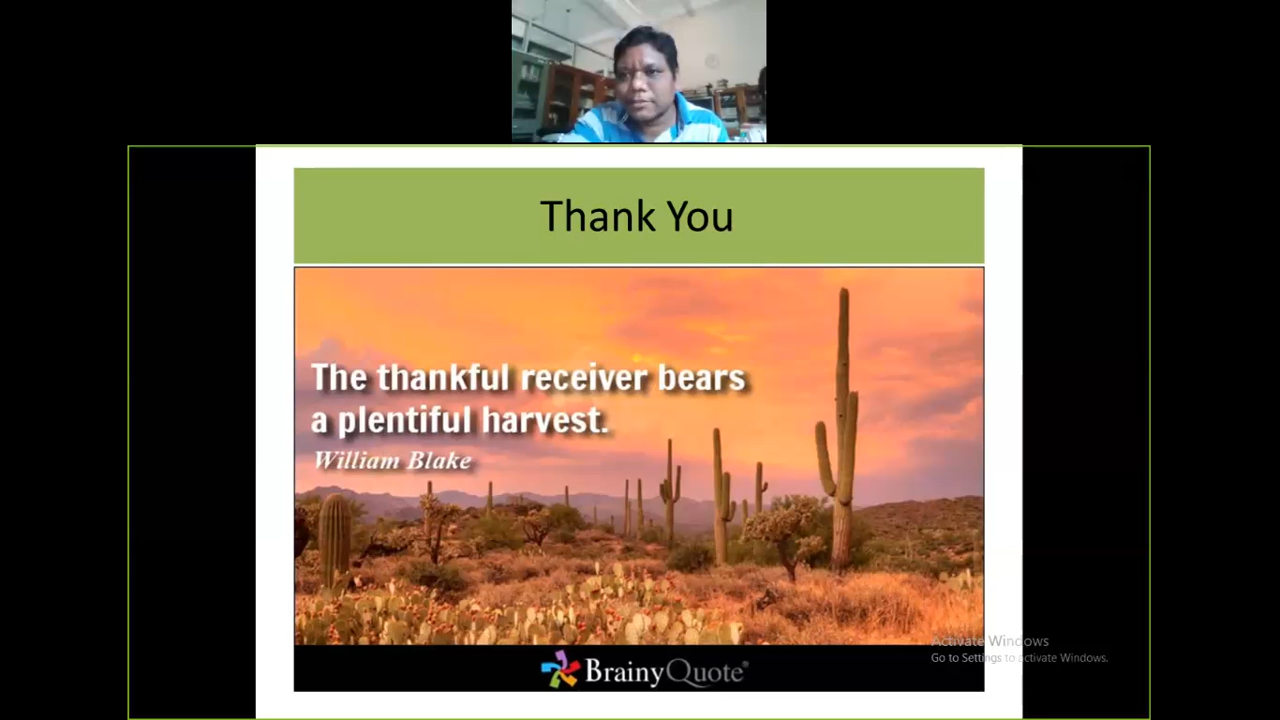 Thank You
The thankful receiver bears
a plentiful harvest.
William Blake
Activate Windows
Go to Settings to activate Windows.
BrainyQuote®